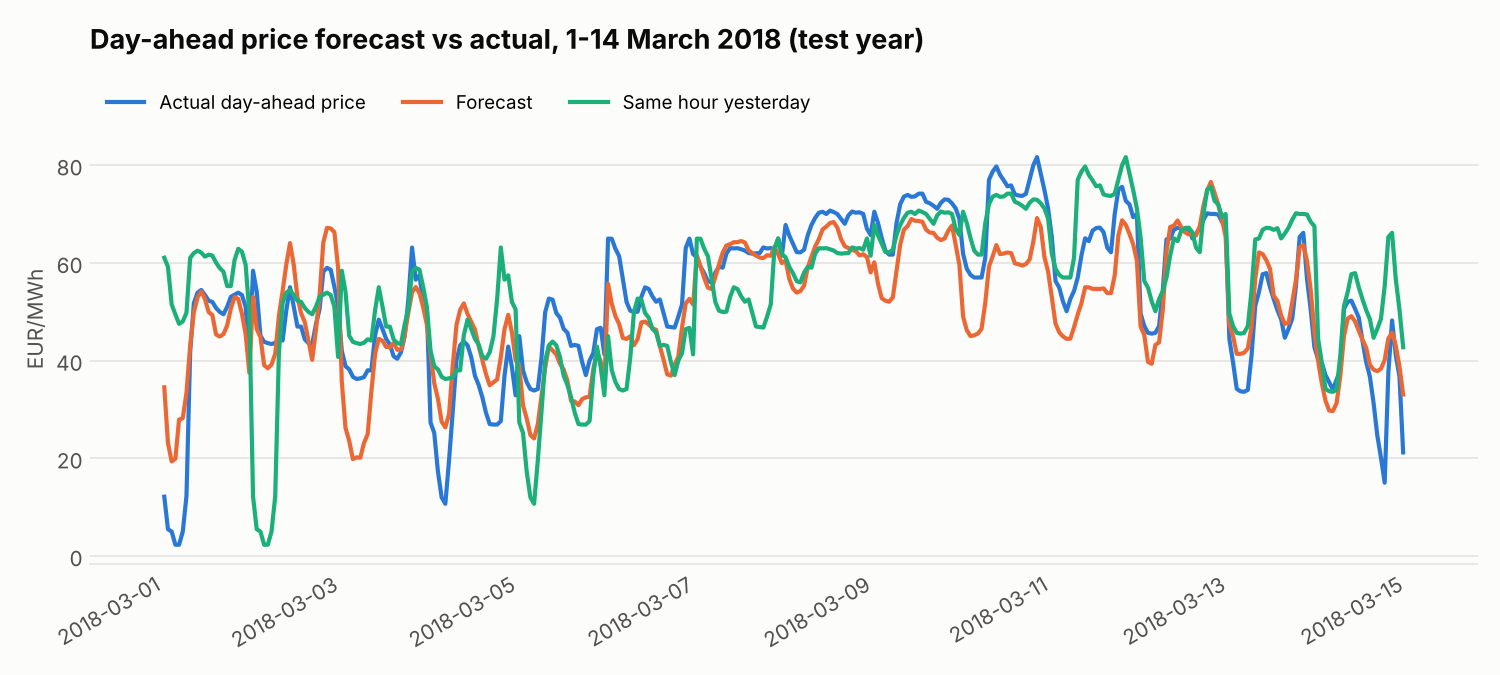 Day-ahead price forecast vs actual, 1-14 March 2018 (test year)
Actual day-ahead price Forecast Same hour yesterday
EUR/MWh
80
60
40
20
0
2018-03-01 2018-03-03 2018-03-05 2018-03-07 2018-03-09 2018-03-11 2018-03-13 2018-03-15